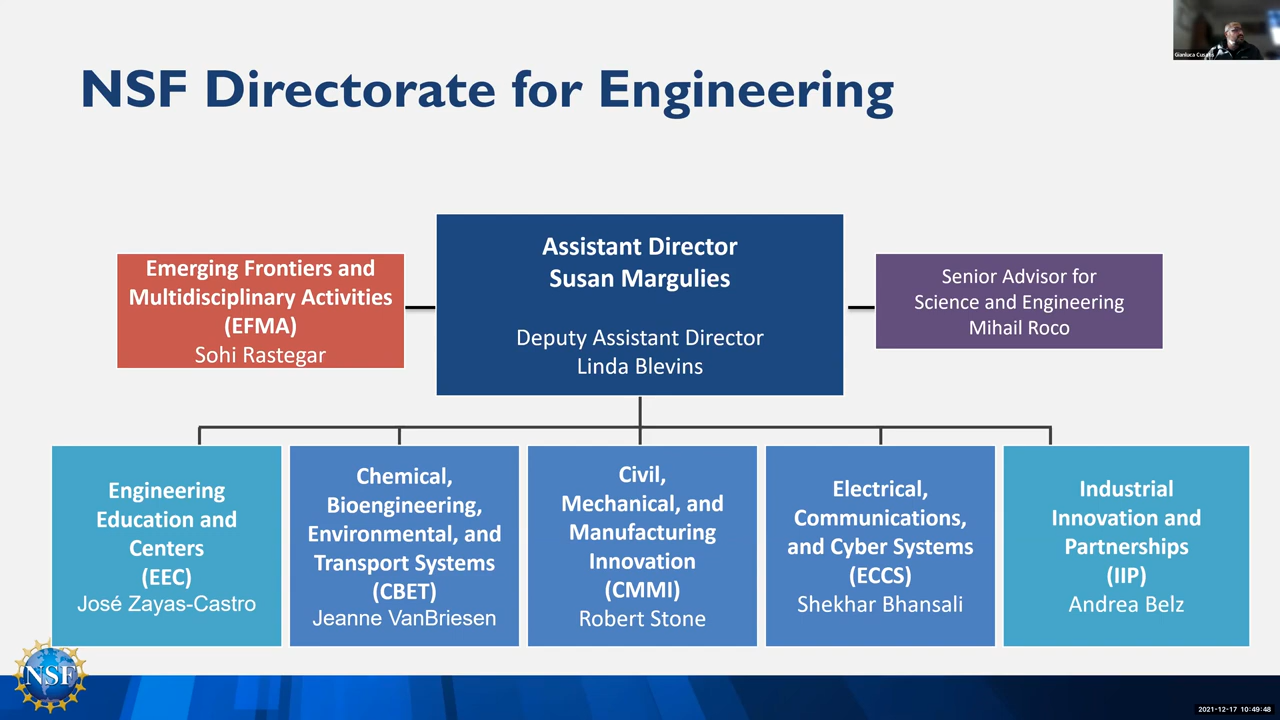 Gianluca Cusatis
NSF Directorate for Engineering
Assistant Director
Susan Margulies
Deputy Assistant Director
Linda Blevins
Emerging Frontiers and
Multidisciplinary Activities
(EFMA)
Sohi Rastegar
Senior Advisor for
Science and Engineering
Mihail Roco
Engineering
Education and
Centers
(EEC)
José Zayas-Castro
Chemical,
Bioengineering,
Environmental, and
Transport Systems
(CBET)
Jeanne VanBriesen
Civil,
Mechanical, and
Manufacturing
Innovation
(CMMI)
Robert Stone
Electrical,
Communications,
and Cyber Systems
(ECCS)
Shekhar Bhansali
Industrial
Innovation and
Partnerships
(IIP)
Andrea Belz
NSF
2021-12-17 10:49:48